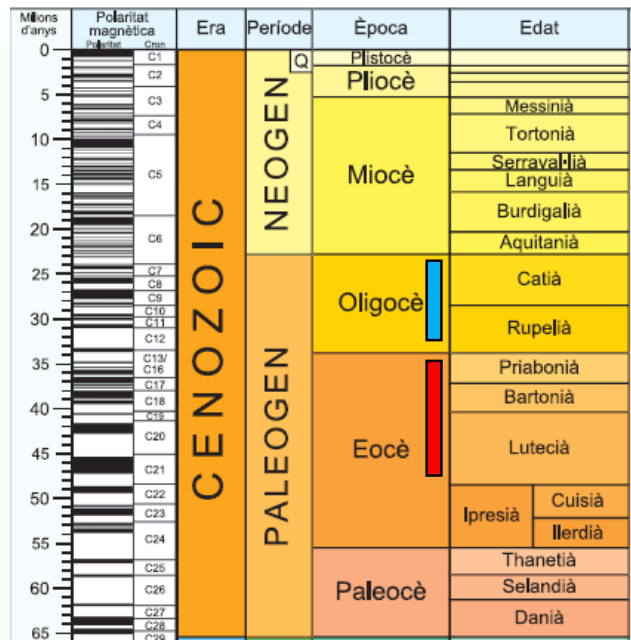 Milions
d'anys
Polaritat
magnètica
Polaritat
Cron
Era
Període
Època
Edat
0
5
10
15
20
25
30
35
40
45
50
55
60
65
C1
C2
C3
C4
C5
C6
C7
C8
C9
C10
C11
C12
C13/
C16
C17
C18
C19
C20
C21
C22
C23
C24
C25
C26
C27
C28
C29
CENOZOIC
Q
NEOGEN
PALEOGEN
Plistocè
Pliocè
Miocè
Oligocè
Eocè
Paleocè
Messinià
Tortonià
Serraval·lià
Languià
Burdigalià
Aquitanià
Catià
Rupelià
Priabonià
Bartonià
Lutecià
Ipresià
Cuisià
Ilerdià
Thanetià
Selandià
Danià